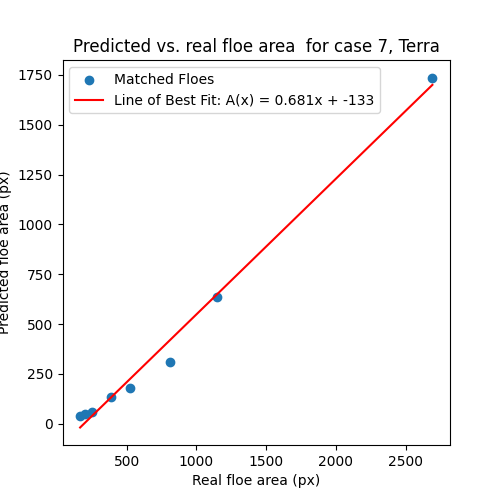 Predicted vs. real floe area  for case 7, Terra
Matched Floes
Line of Best Fit: A(x) = 0.681x + -133
Predicted floe area (px)
1750
1500
1250
1000
750
500
250
0
500
1000
1500
2000
2500
Real floe area (px)